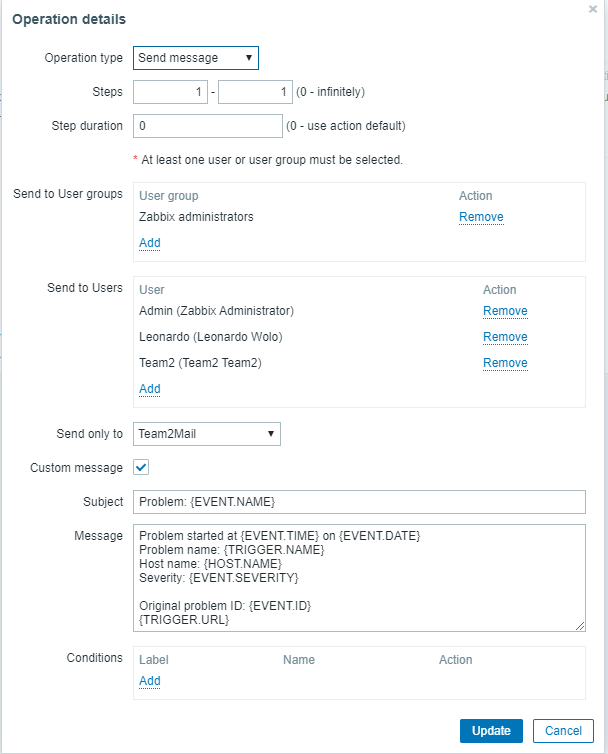 Operation details
Operation type Send message
Steps 1 - 1 (0 - infinitely)
Step duration 0 (0 - use action default)
* At least one user or user group must be selected.
Send to User groups User group Action
Zabbix administrators Remove
Add
Send to Users User Action
Admin (Zabbix Administrator) Remove
Leonardo (Leonardo Wolo) Remove
Team2 (Team2 Team2) Remove
Add
Send only to Team2Mail
Custom message
Subject Problem: {EVENT.NAME}
Message Problem started at {EVENT.TIME} on {EVENT.DATE}
Problem name: {TRIGGER.NAME}
Host name: {HOST.NAME}
Severity: {EVENT.SEVERITY}
Original problem ID: {EVENT.ID}
{TRIGGER.URL}
Conditions Label Name Action
Add
Update Cancel